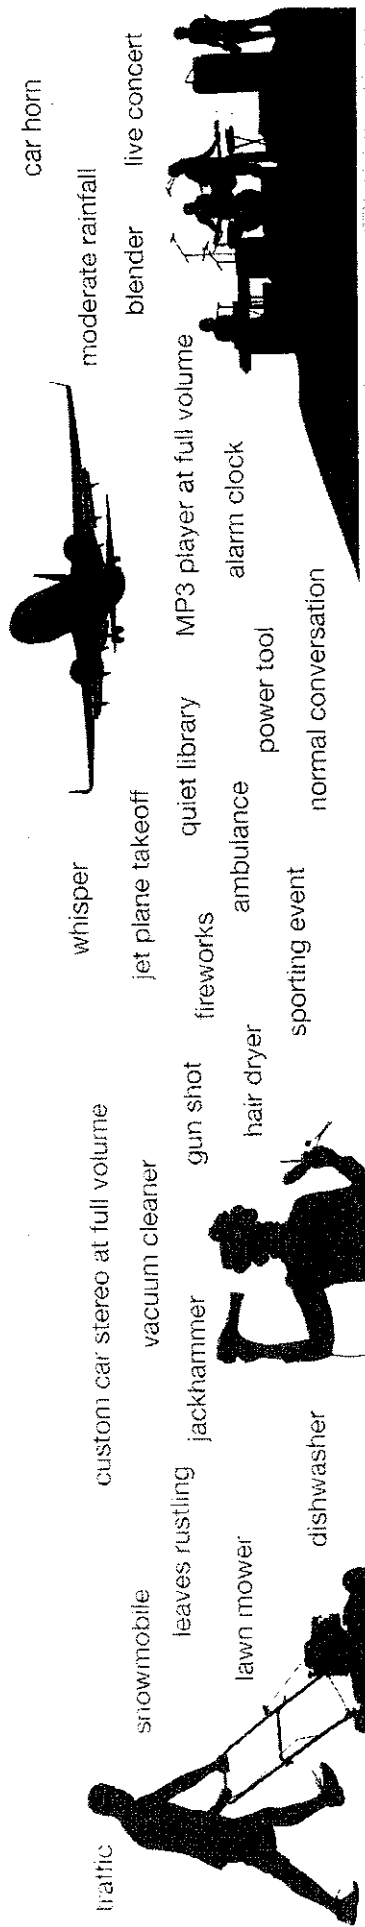 car horn
moderate rainfall
blender
live concert
whisper
jet plane takeoff
quiet library
MP3 player at full volume
fireworks
ambulance
power tool
alarm clock
sporting event
normal conversation
custom car stereo at full volume
vacuum cleaner
gun shot
hair dryer
traffic
snowmobile
leaves rustling
jackhammer
lawn mower
dishwasher